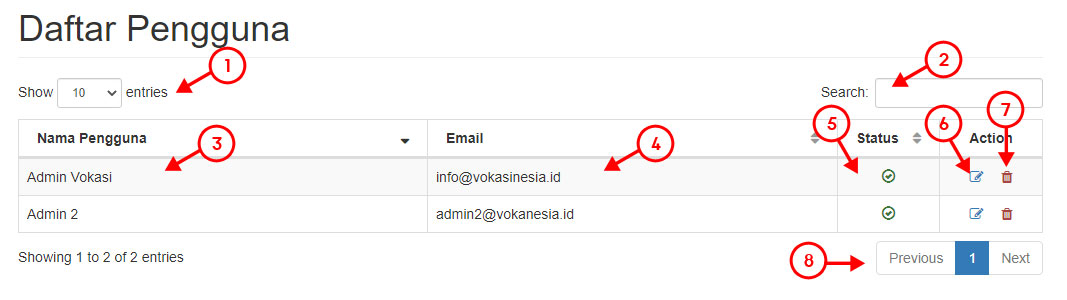 Daftar Pengguna
1
2
Show 10 entries
Search:
7
3
4
5
6
Nama Pengguna Email Status Action
Admin Vokasi info@vokasinesia.id
Admin 2 admin2@vokanesia.id
Showing 1 to 2 of 2 entries
8
Previous 1 Next